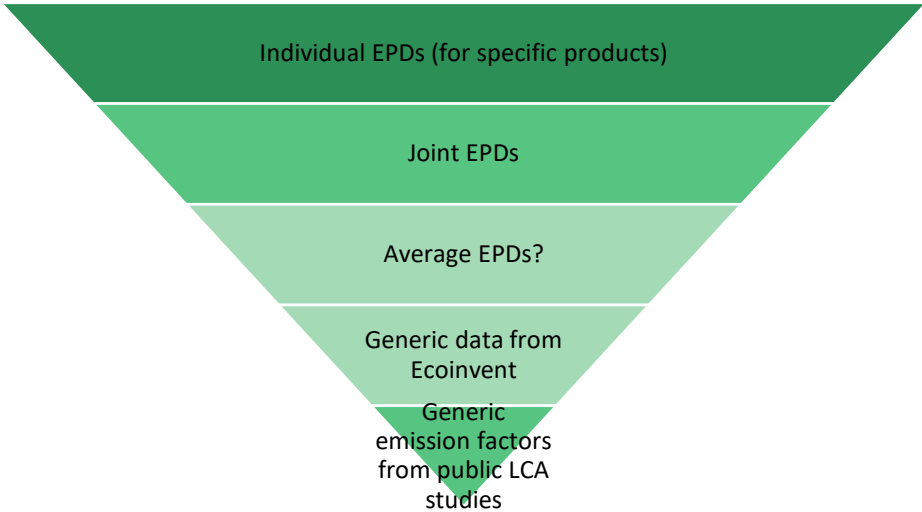 Individual EPDs (for specific products)
Joint EPDs
Average EPDs?
Generic data from
Ecoinvent
Generic
emission factors
from public LCA
studies